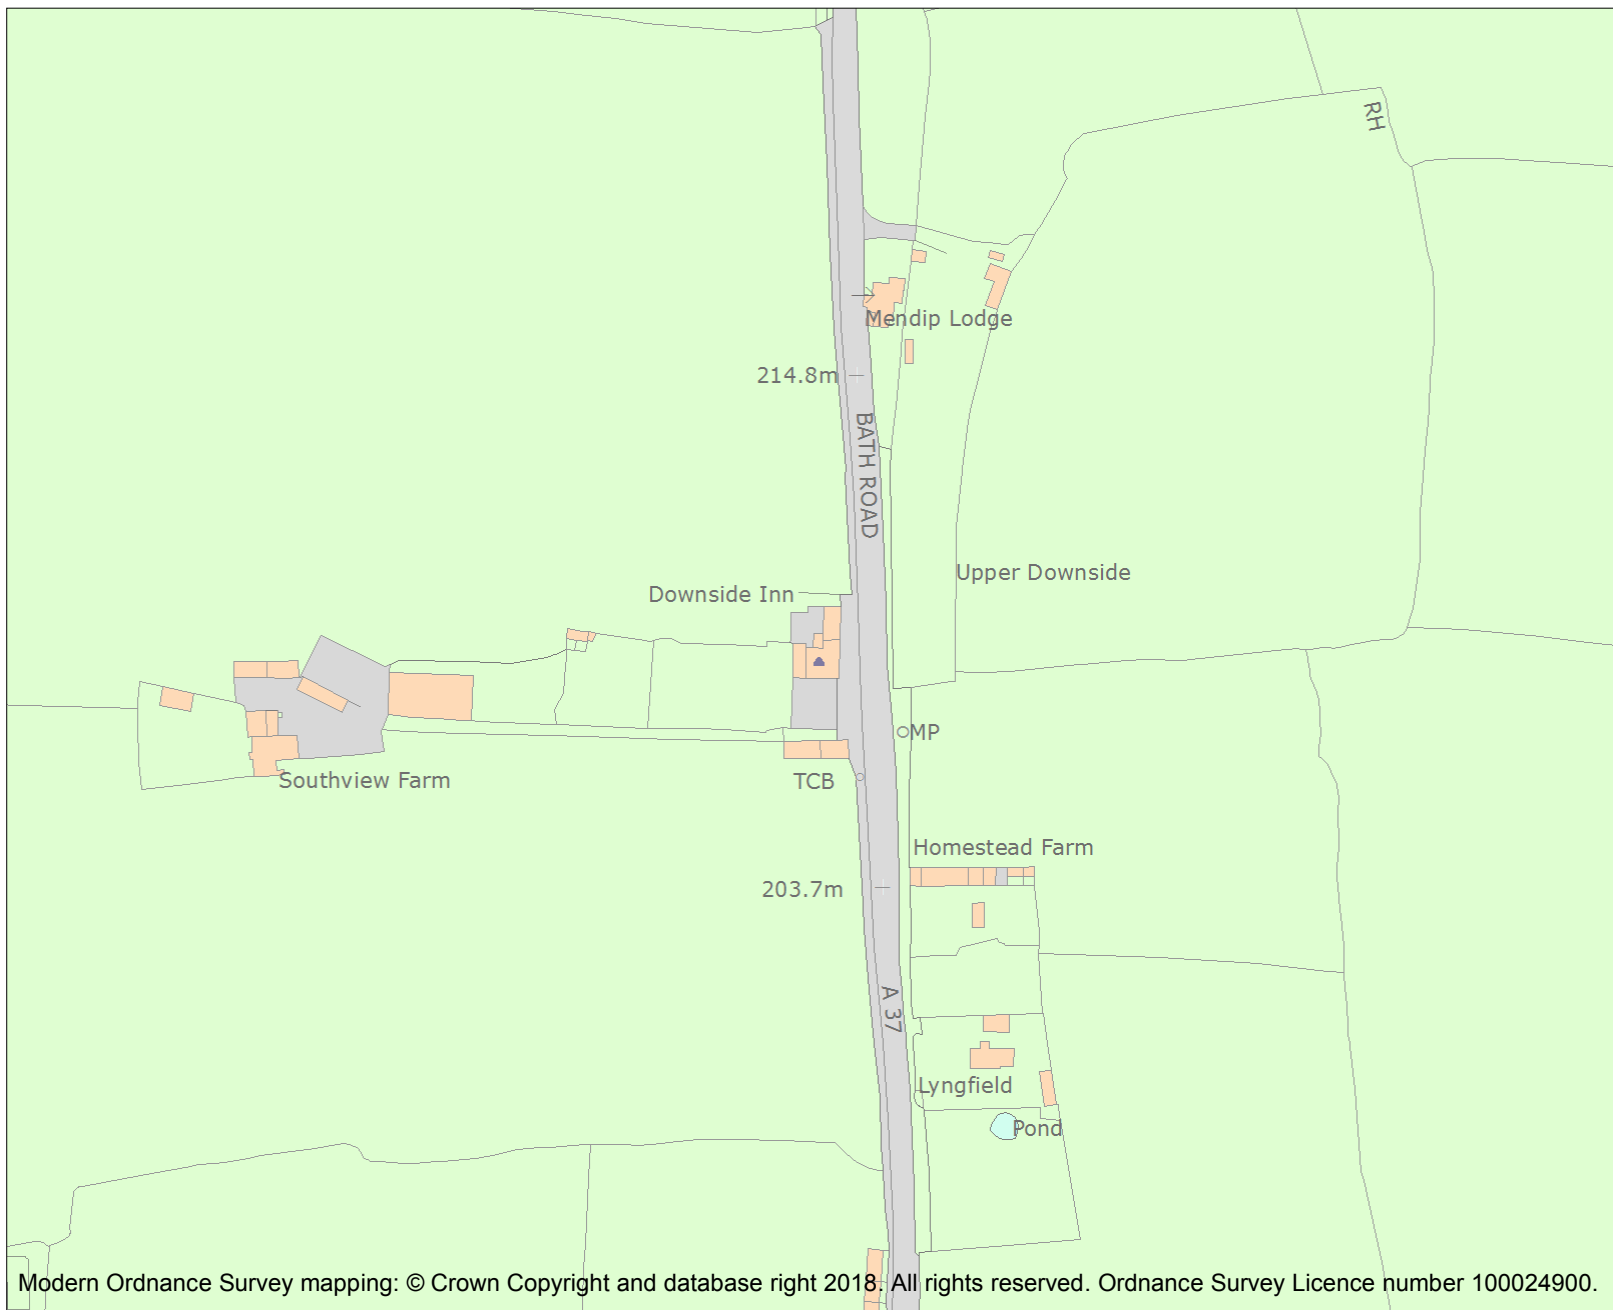 RH
Mendip Lodge
214.8m
BATH ROAD
Upper Downside
Downside Inn
MP
Southview Farm
TCB
Homestead Farm
203.7m
A 37
Lyngfield
Pond
Modern Ordnance Survey mapping: © Crown Copyright and database right 2018. All rights reserved. Ordnance Survey Licence number 100024900.